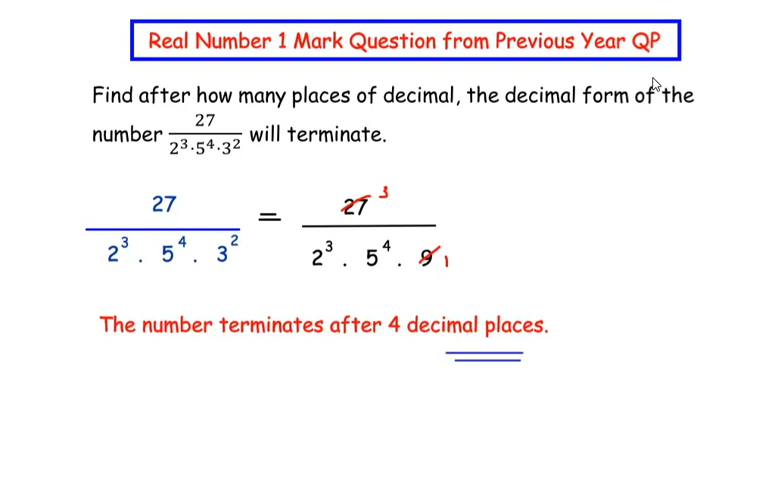 Real Number 1 Mark Question from Previous Year QP
Find after how many places of decimal, the decimal form of the
number 27/(2³·5⁴·3²) will terminate.
27/(2³ . 5⁴ . 3²) = 27 3/(2³ . 5⁴ . 9 1)
The number terminates after 4 decimal places.